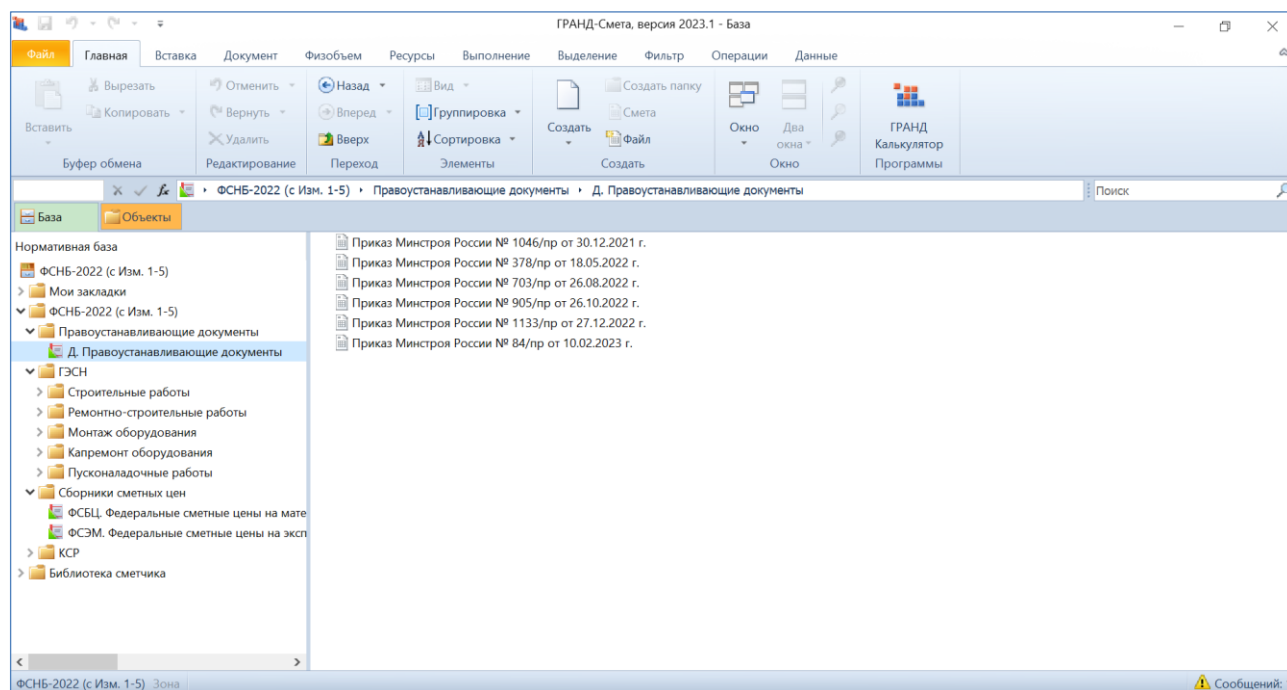 ГРАНД-Смета, версия 2023.1 - База
Файл Главная Вставка Документ Физобъем Ресурсы Выполнение Выделение Фильтр Операции Данные
Вставить
Вырезать
Копировать
Буфер обмена
Отменить
Вернуть
Удалить
Редактирование
Назад
Вперед
Вверх
Переход
Вид
Группировка
Сортировка
Элементы
Создать
Создать папку
Смета
Файл
Создать
Окно
Два
окна
Окно
ГРАНД
Калькулятор
Программы
fx ФСНБ-2022 (с Изм. 1-5) Правоустанавливающие документы Д. Правоустанавливающие документы Поиск
База Объекты
Нормативная база
ФСНБ-2022 (с Изм. 1-5)
Мои закладки
ФСНБ-2022 (с Изм. 1-5)
Правоустанавливающие документы
Д. Правоустанавливающие документы
ГЭСН
Строительные работы
Ремонтно-строительные работы
Монтаж оборудования
Капремонт оборудования
Пусконаладочные работы
Сборники сметных цен
ФСБЦ. Федеральные сметные цены на мате
ФСЭМ. Федеральные сметные цены на эксп
КСР
Библиотека сметчика
Приказ Минстроя России № 1046/пр от 30.12.2021 г.
Приказ Минстроя России № 378/пр от 18.05.2022 г.
Приказ Минстроя России № 703/пр от 26.08.2022 г.
Приказ Минстроя России № 905/пр от 26.10.2022 г.
Приказ Минстроя России № 1133/пр от 27.12.2022 г.
Приказ Минстроя России № 84/пр от 10.02.2023 г.
ФСНБ-2022 (с Изм. 1-5) Зона Сообщений: